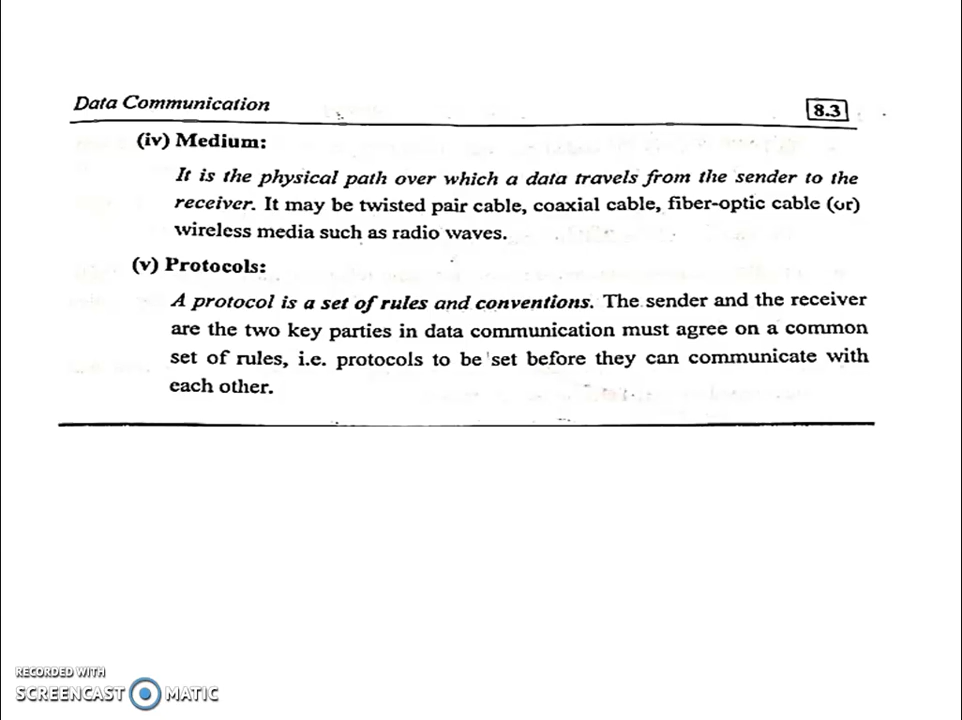 Data Communication 8.3
(iv) Medium:
It is the physical path over which a data travels from the sender to the
receiver. It may be twisted pair cable, coaxial cable, fiber-optic cable (or)
wireless media such as radio waves.
(v) Protocols:
A protocol is a set of rules and conventions. The sender and the receiver
are the two key parties in data communication must agree on a common
set of rules, i.e. protocols to be set before they can communicate with
each other.
RECORDED WITH
SCREENCAST MATIC